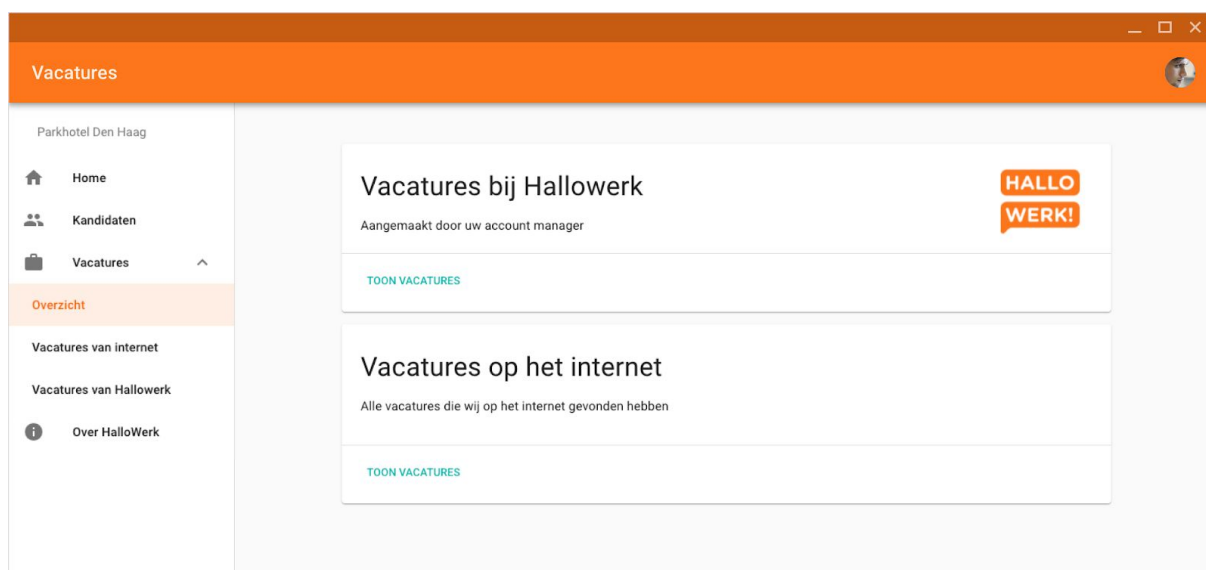 Vacatures
Parkhotel Den Haag
Home
Kandidaten
Vacatures
Overzicht
Vacatures van internet
Vacatures van Hallowerk
Over HalloWerk
Vacatures bij Hallowerk
Aangemaakt door uw account manager
HALLO
WERK!
TOON VACATURES
Vacatures op het internet
Alle vacatures die wij op het internet gevonden hebben
TOON VACATURES